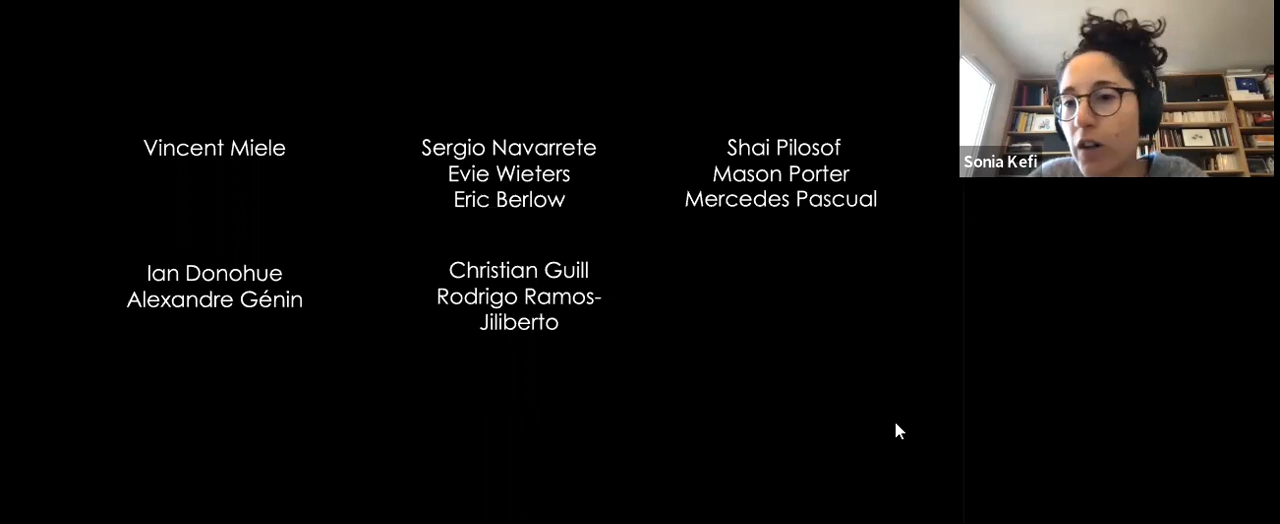 Vincent Miele
Sergio Navarrete
Evie Wieters
Eric Berlow
Shai Pilosof
Mason Porter
Mercedes Pascual
Ian Donohue
Alexandre Génin
Christian Guill
Rodrigo Ramos-
Jiliberto
Sonia Kefi